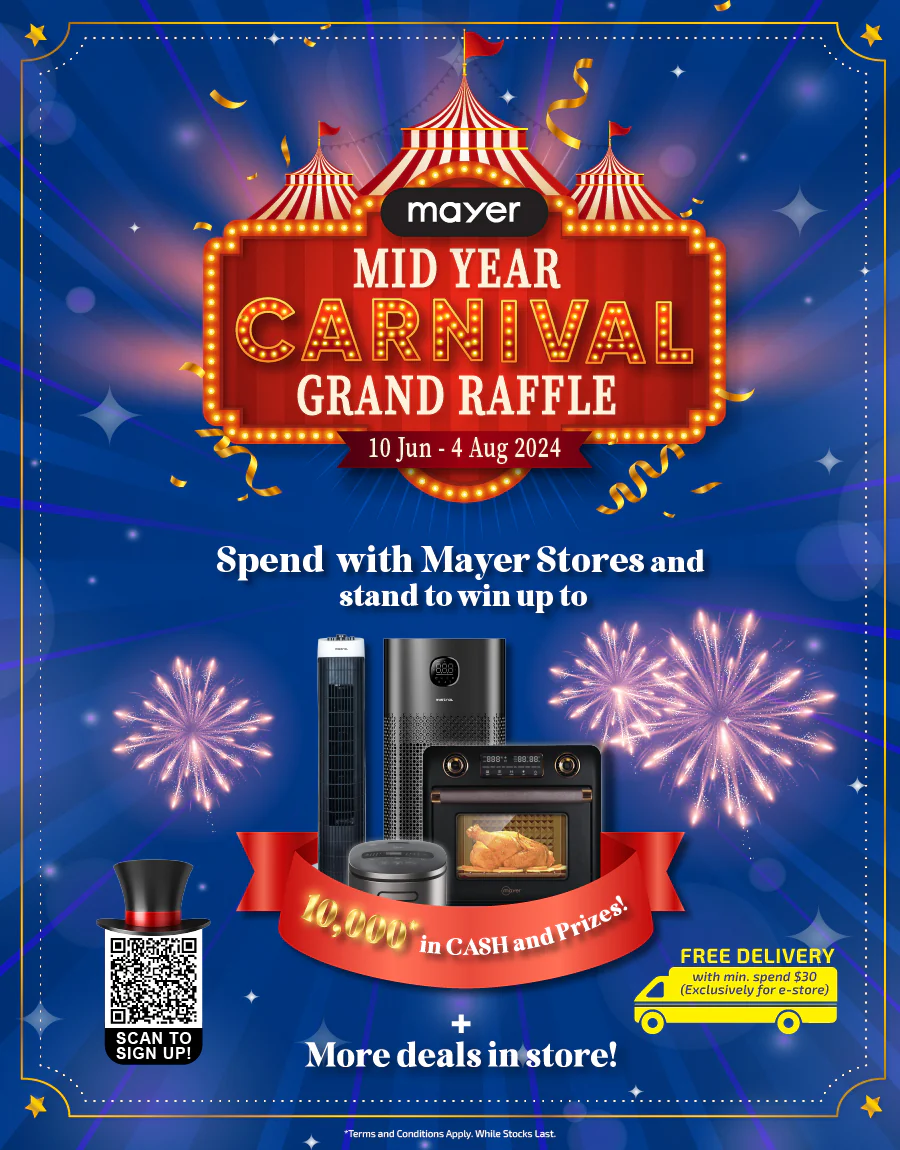 mayer
MID YEAR
CARNIVAL
GRAND RAFFLE
10 Jun - 4 Aug 2024
Spend with Mayer Stores and
stand to win up to
mayer
10,000* in CASH and Prizes!
FREE DELIVERY
with min. spend $30
(Exclusively for e-store)
SCAN TO
SIGN UP!
+
More deals in store!
*Terms and Conditions Apply. While Stocks Last.